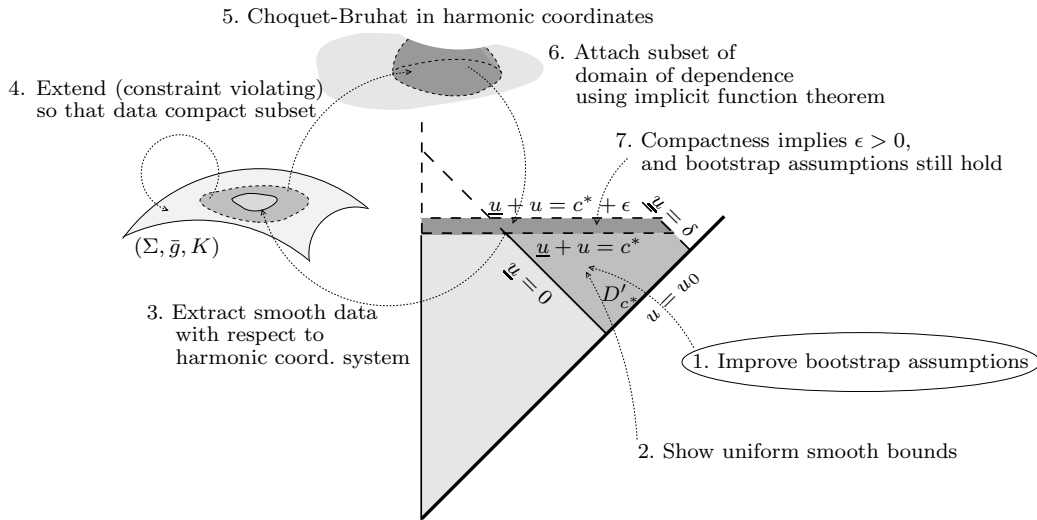 5. Choquet-Bruhat in harmonic coordinates
6. Attach subset of
domain of dependence
using implicit function theorem
4. Extend (constraint violating)
so that data compact subset
7. Compactness implies ϵ > 0,
and bootstrap assumptions still hold
u̲ + u = c* + ϵ
u̲ = δ
(Σ, ḡ, K)
u̲ + u = c*
u̲ = 0
D′c*
u = u₀
3. Extract smooth data
with respect to
harmonic coord. system
1. Improve bootstrap assumptions
2. Show uniform smooth bounds